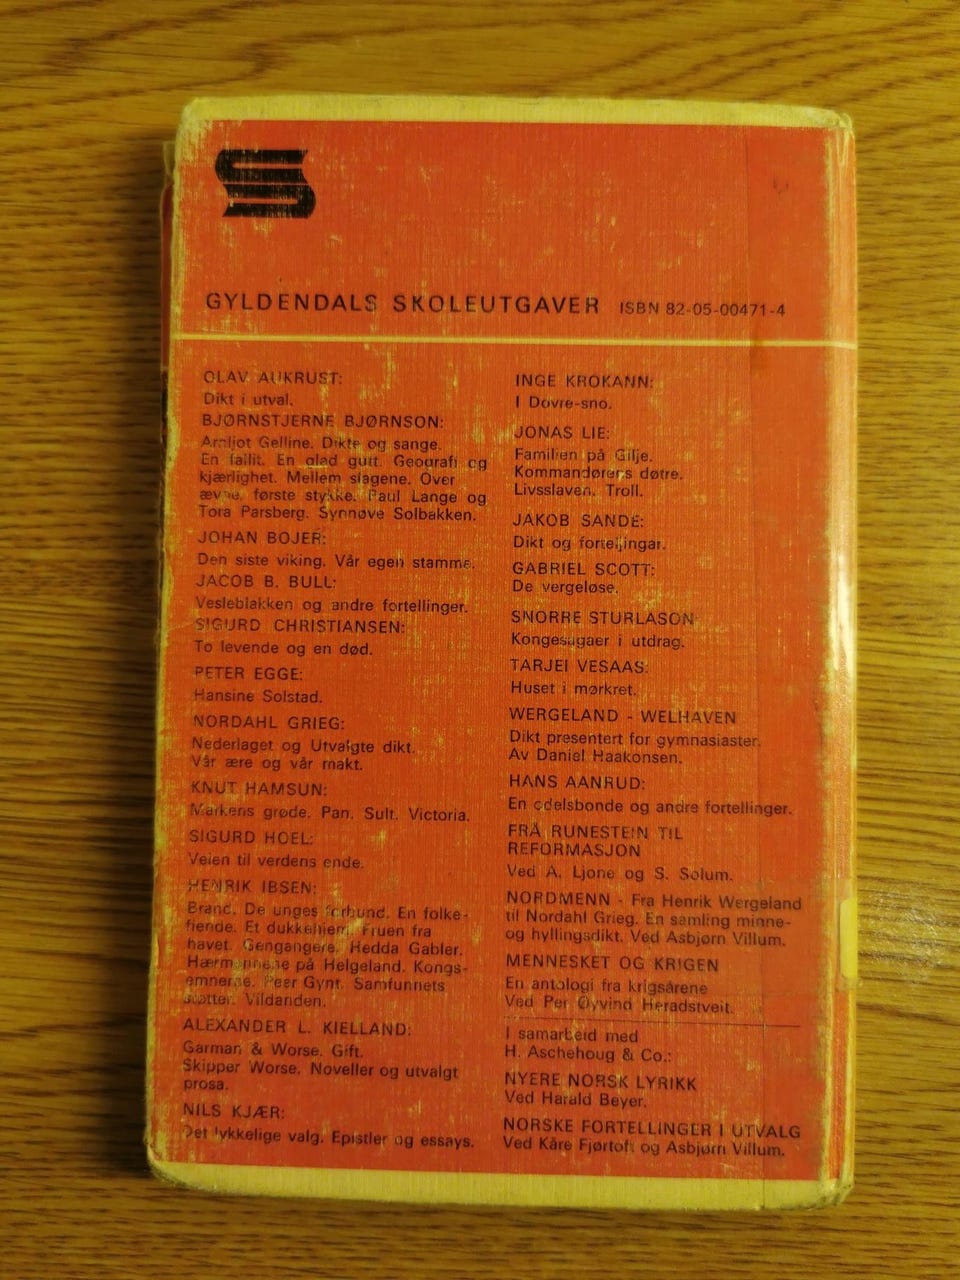 GYLDENDALS SKOLEUTGAVER ISBN 82-05-00471-4
OLAV AUKRUST:
Dikt i utval.
BJØRNSTJERNE BJØRNSON:
Arnljot Gelline. Dikte og sange.
En fallit. En glad gutt. Geografi og
kjærlighet. Mellem slagene. Over
ævne, første stykke. Paul Lange og
Tora Parsberg. Synnøve Solbakken.
JOHAN BOJER:
Den siste viking. Vår egen stamme.
JACOB B. BULL:
Vesleblakken og andre fortellinger.
SIGURD CHRISTIANSEN:
To levende og en død.
PETER EGGE:
Hansine Solstad.
NORDAHL GRIEG:
Nederlaget og Utvalgte dikt.
Vår ære og vår makt.
KNUT HAMSUN:
Markens grøde. Pan. Sult. Victoria.
SIGURD HOEL:
Veien til verdens ende.
HENRIK IBSEN:
Brand. De unges forbund. En folke-
fiende. Et dukkehjem. Fruen fra
havet. Gengangere. Hedda Gabler.
Hærmennene på Helgeland. Kongs-
emnerne. Peer Gynt. Samfunnets
støtter. Vildanden.
ALEXANDER L. KIELLAND:
Garman & Worse. Gift.
Skipper Worse. Noveller og utvalgt
prosa.
NILS KJÆR:
Det lykkelige valg. Epistler og essays.
INGE KROKANN:
I Dovre-sno.
JONAS LIE:
Familien på Gilje.
Kommandørens døtre.
Livsslaven. Troll.
JAKOB SANDE:
Dikt og forteljingar.
GABRIEL SCOTT:
De vergeløse.
SNORRE STURLASON
Kongesagaer i utdrag.
TARJEI VESAAS:
Huset i mørkret.
WERGELAND - WELHAVEN
Dikt presentert for gymnasiaster.
Av Daniel Haakonsen.
HANS AANRUD:
En odelsbonde og andre fortellinger.
FRA RUNESTEIN TIL
REFORMASJON
Ved A. Ljone og S. Solum.
NORDMENN - Fra Henrik Wergeland
til Nordahl Grieg. En samling minne-
og hyllingsdikt. Ved Asbjørn Villum.
MENNESKET OG KRIGEN
En antologi fra krigsårene
Ved Per Øyvind Heradstveit.
I samarbeid med
H. Aschehoug & Co.:
NYERE NORSK LYRIKK
Ved Harald Beyer.
NORSKE FORTELLINGER I UTVALG
Ved Kåre Fjørtoft og Asbjørn Villum.